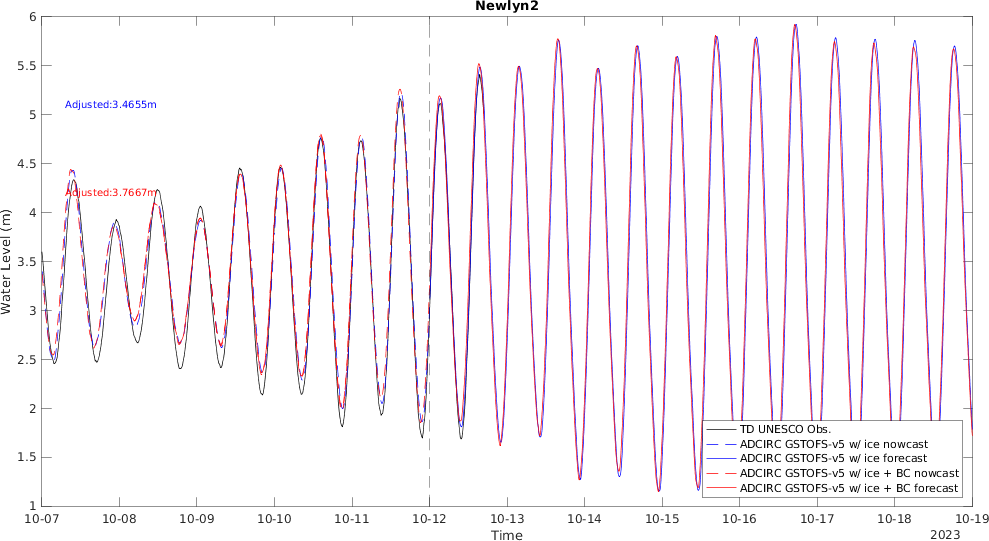 Newlyn2
Water Level (m)
6
5.5
5
4.5
4
3.5
3
2.5
2
1.5
1
Adjusted:3.4655m
Adjusted:3.7667m
TD UNESCO Obs.
ADCIRC GSTOFS-v5 w/ ice nowcast
ADCIRC GSTOFS-v5 w/ ice forecast
ADCIRC GSTOFS-v5 w/ ice + BC nowcast
ADCIRC GSTOFS-v5 w/ ice + BC forecast
10-07 10-08 10-09 10-10 10-11 10-12 10-13 10-14 10-15 10-16 10-17 10-18 10-19
Time
2023